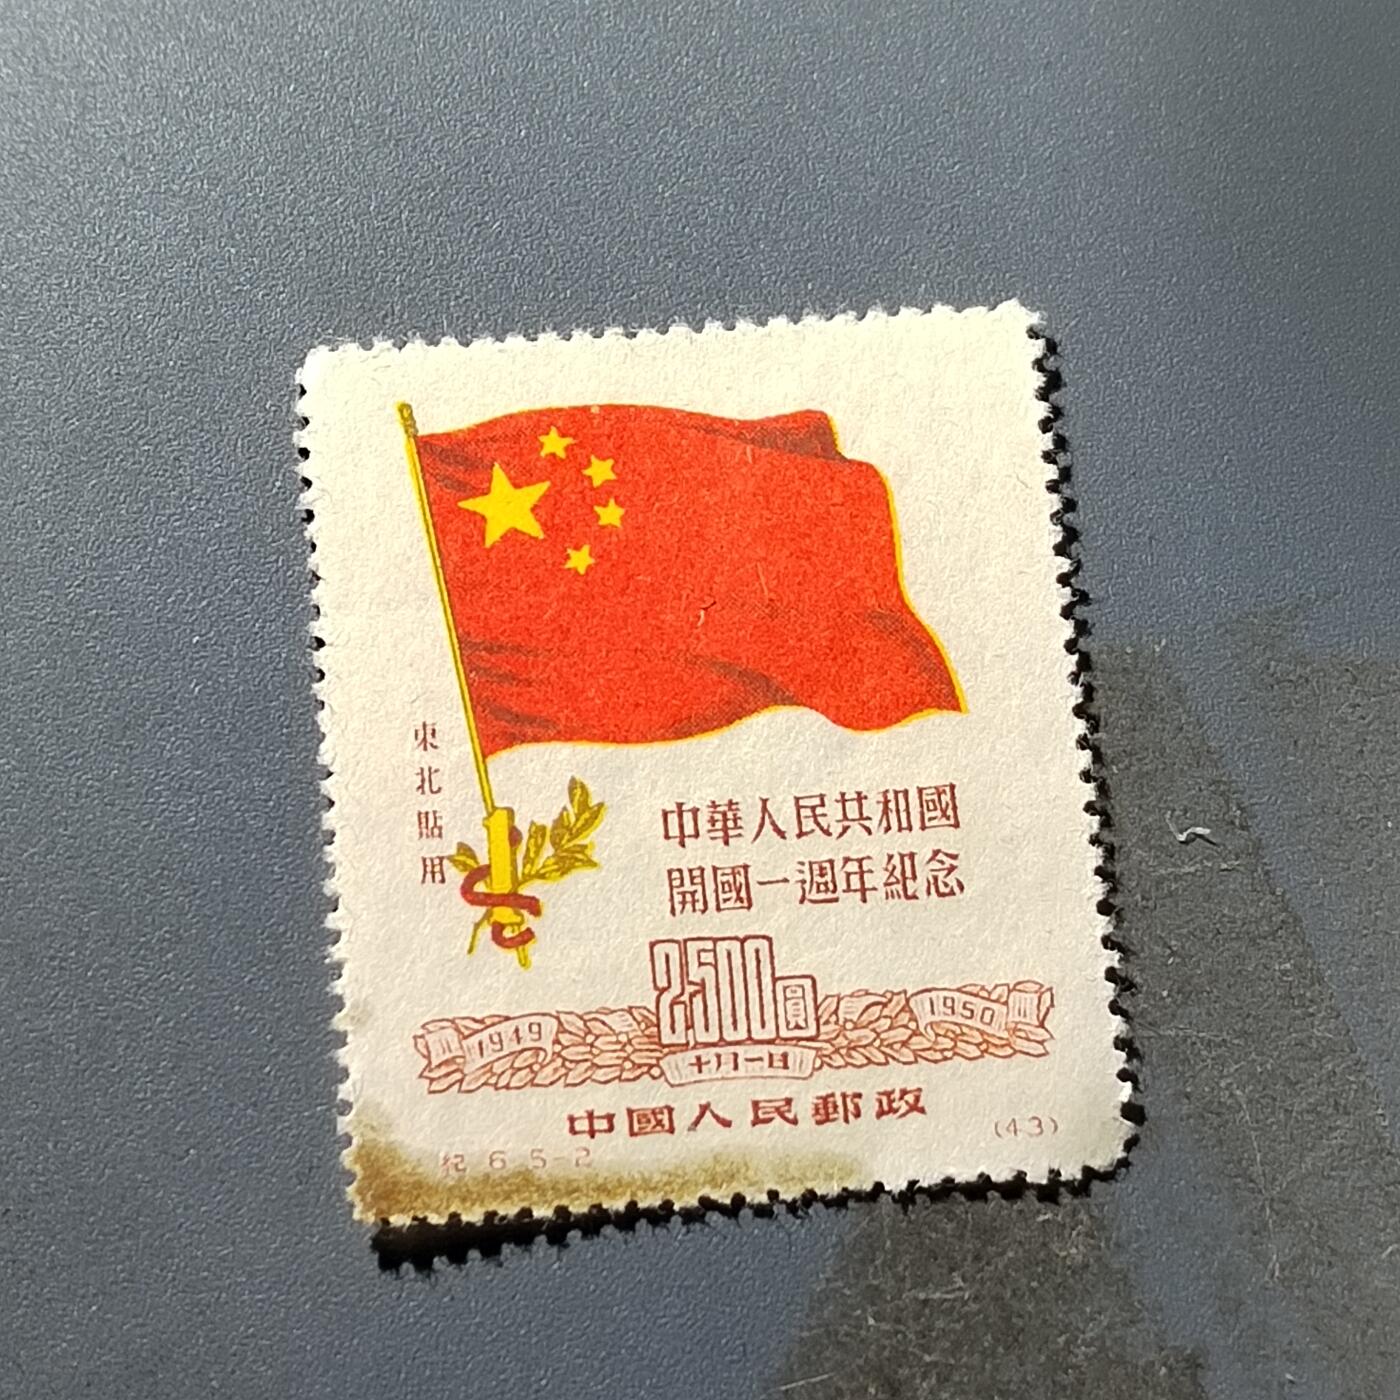 東北貼用
中華人民共和國
開國一週年紀念
2500圓
1949
1950
十月一日
中國人民郵政
紀 6 5-2
(43)